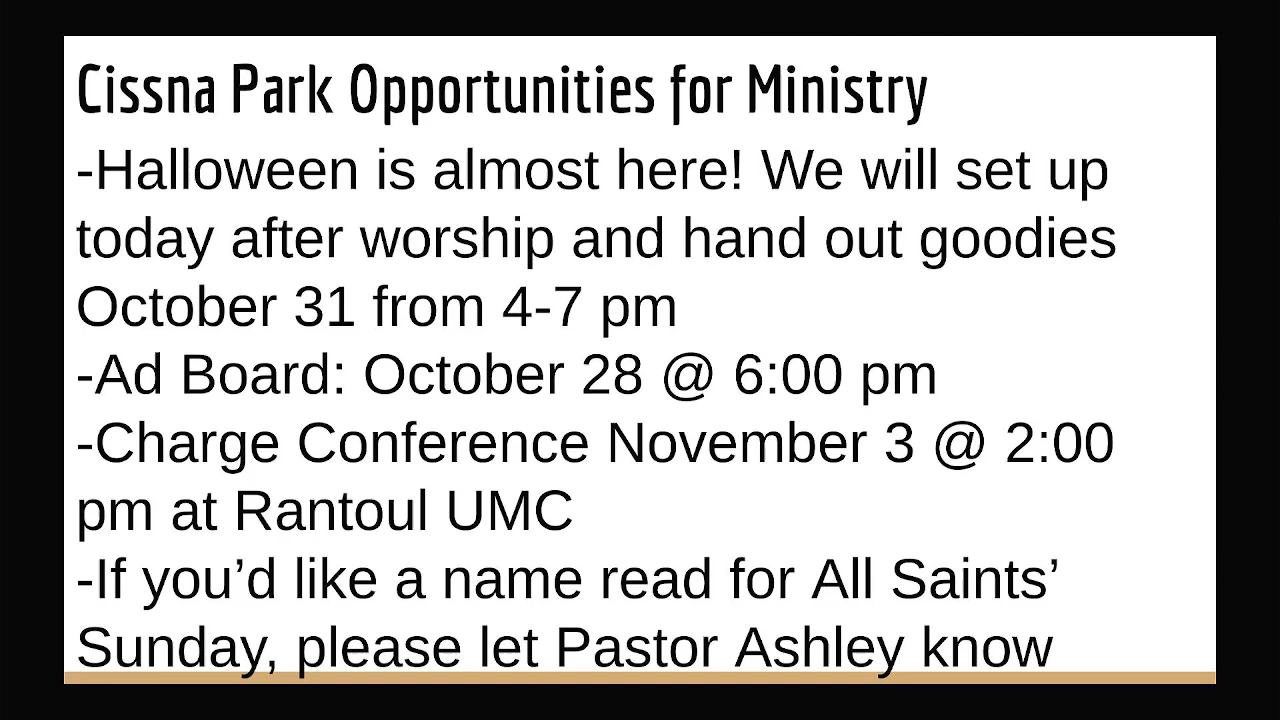 Cissna Park Opportunities for Ministry
-Halloween is almost here! We will set up
today after worship and hand out goodies
October 31 from 4-7 pm
-Ad Board: October 28 @ 6:00 pm
-Charge Conference November 3 @ 2:00
pm at Rantoul UMC
-If you’d like a name read for All Saints’
Sunday, please let Pastor Ashley know